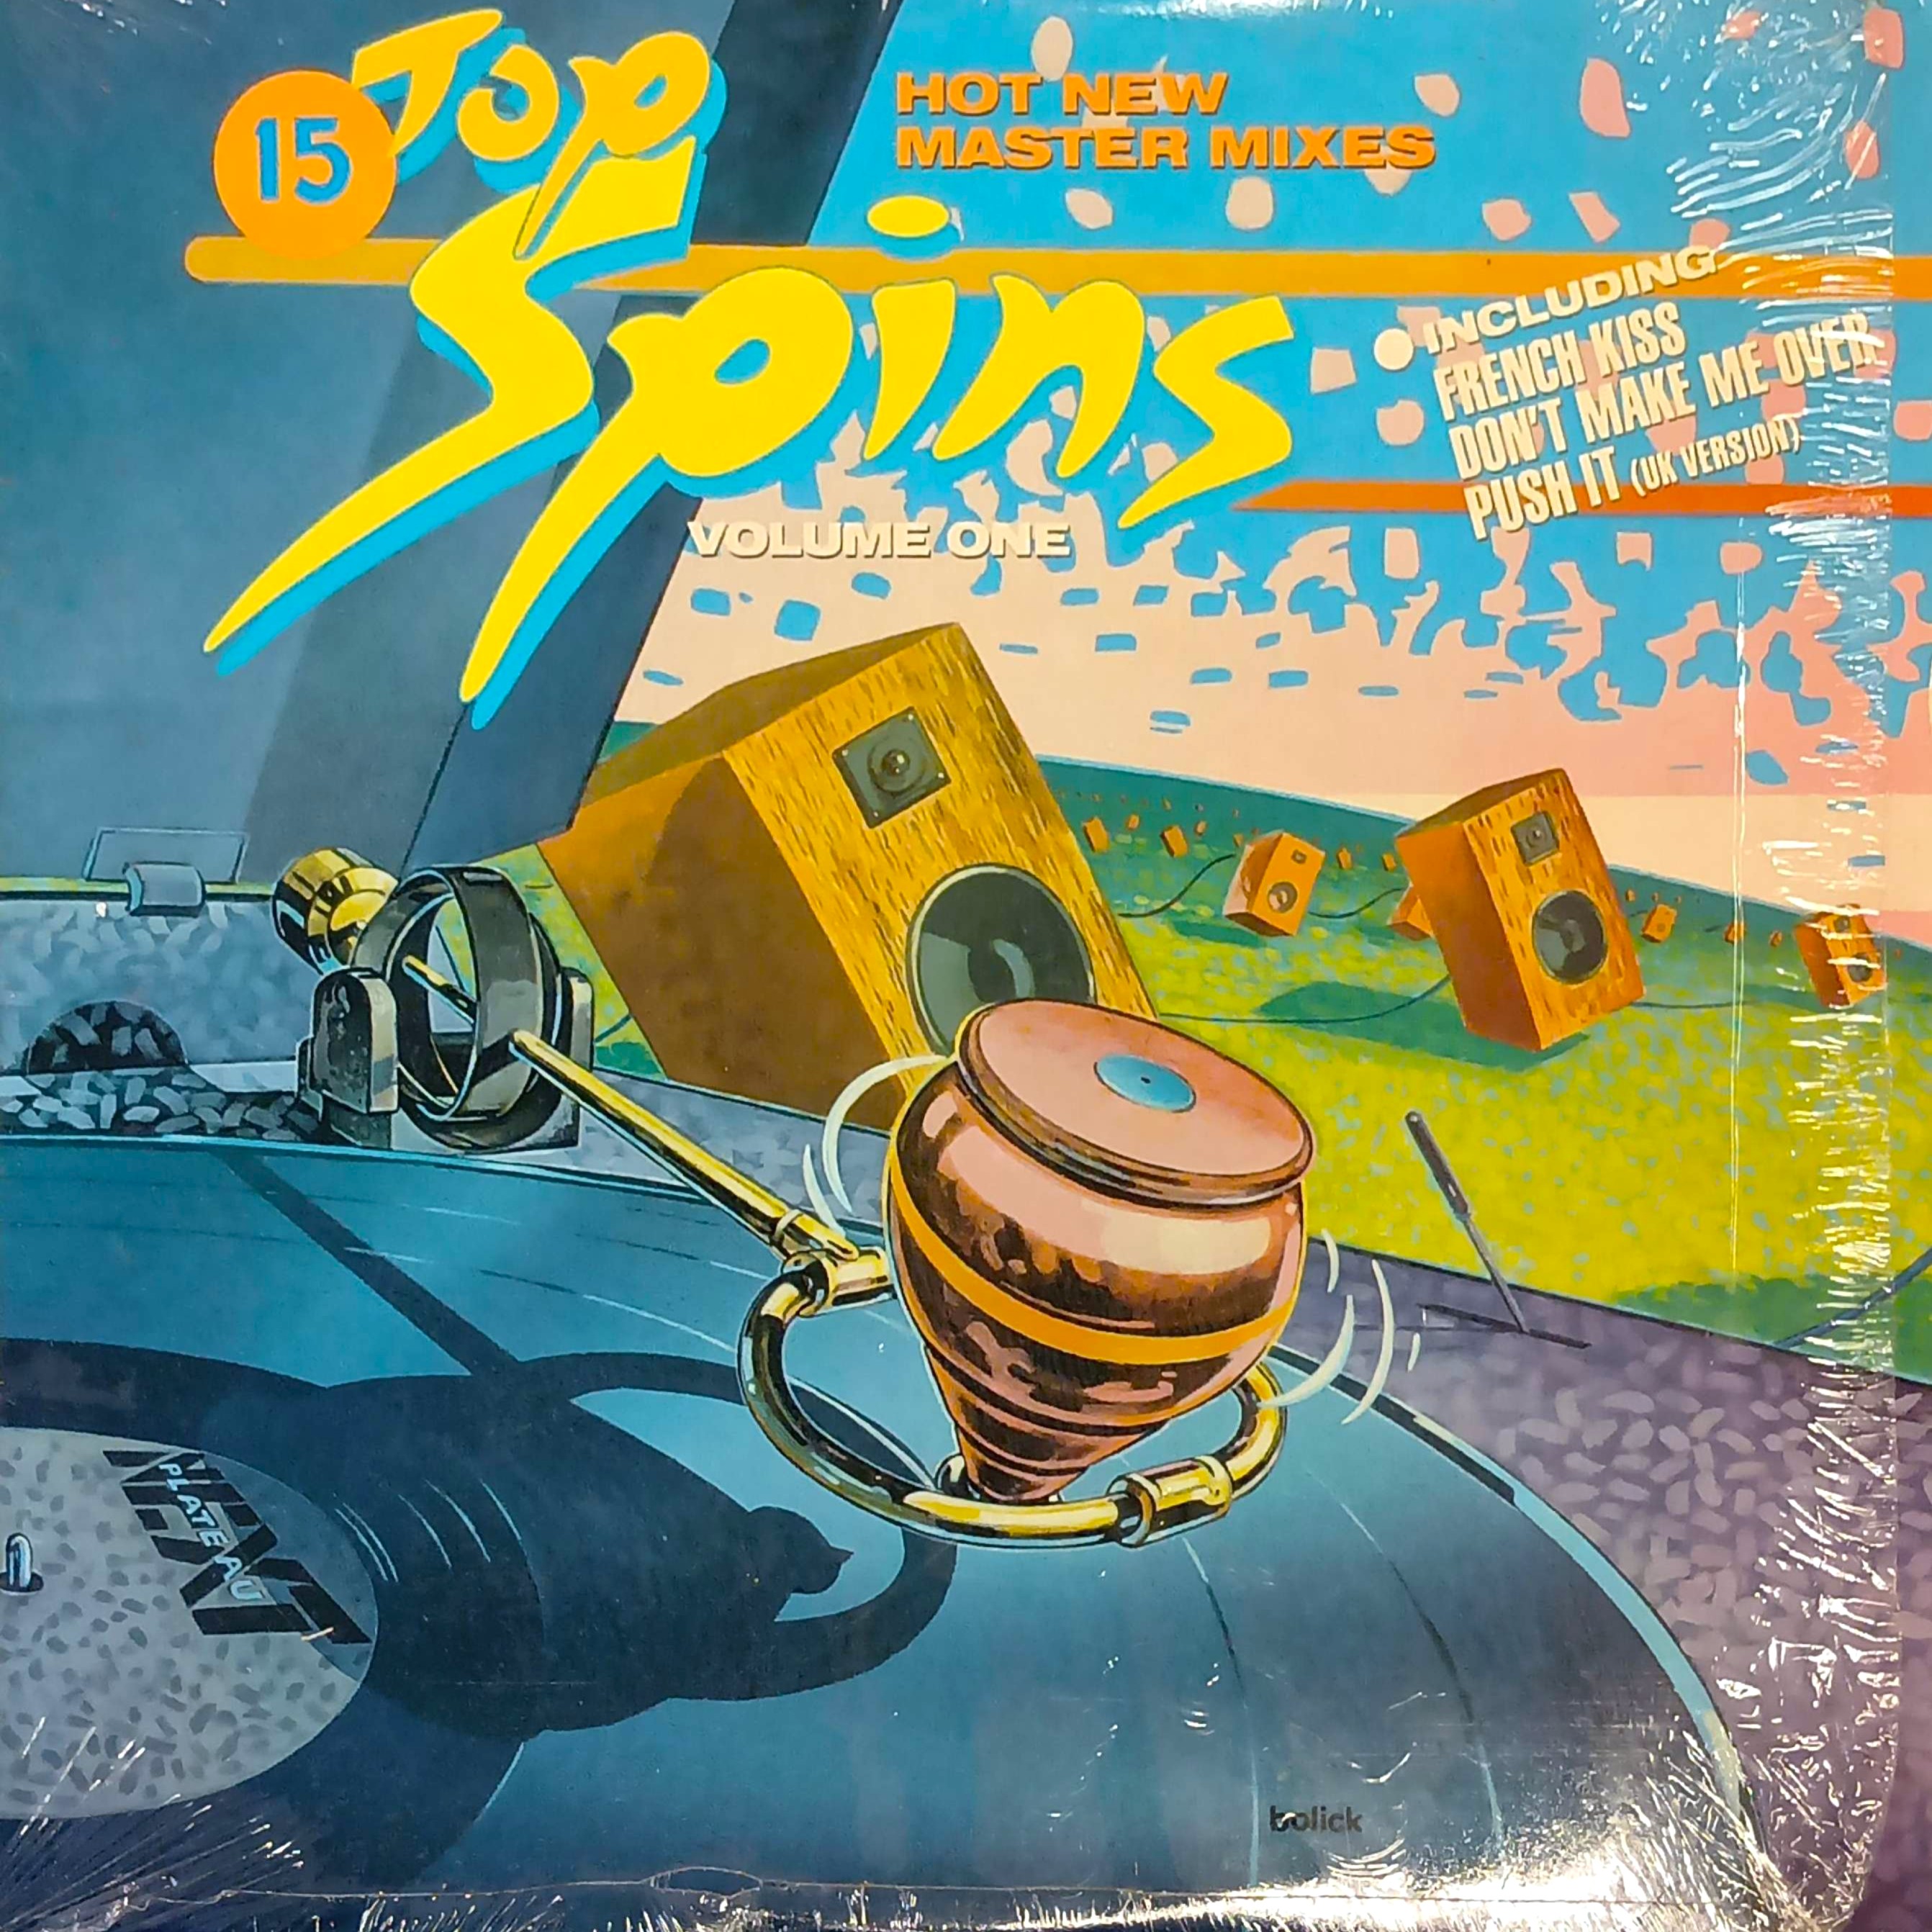 15
Top
Spins
HOT NEW
MASTER MIXES
INCLUDING
FRENCH KISS
DON'T MAKE ME OVER
PUSH IT (UK VERSION)
VOLUME ONE
NEXT
PLATEAU
bolick